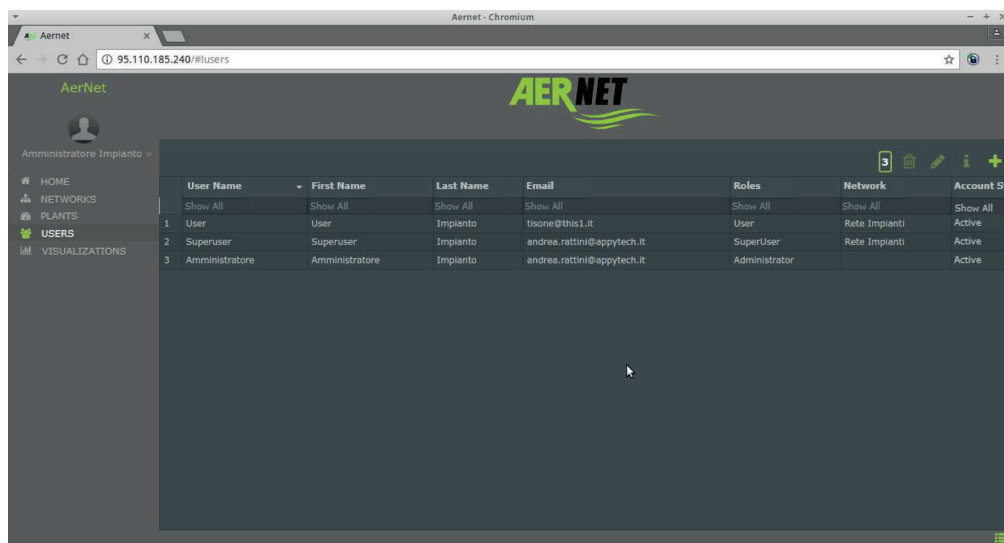 Aernet - Chromium
Aernet
95.110.185.240/#!users
AerNet
AERNET
Amministratore Impianto
3
HOME
NETWORKS
PLANTS
USERS
VISUALIZATIONS
User Name First Name Last Name Email Roles Network Account S
Show All Show All Show All Show All Show All Show All Show All
1 User User Impianto tisone@this1.it User Rete Impianti Active
2 Superuser Superuser Impianto andrea.rattini@appytech.it SuperUser Rete Impianti Active
3 Amministratore Amministratore Impianto andrea.rattini@appytech.it Administrator Active